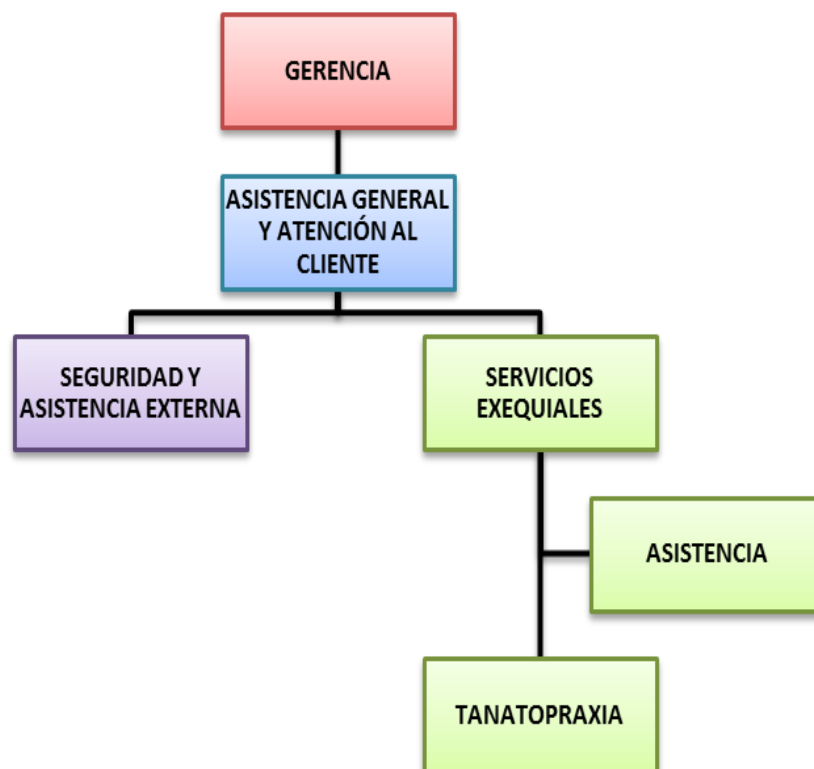 GERENCIA
ASISTENCIA GENERAL
Y ATENCIÓN AL
CLIENTE
SEGURIDAD Y
ASISTENCIA EXTERNA
SERVICIOS
EXEQUIALES
ASISTENCIA
TANATOPRAXIA